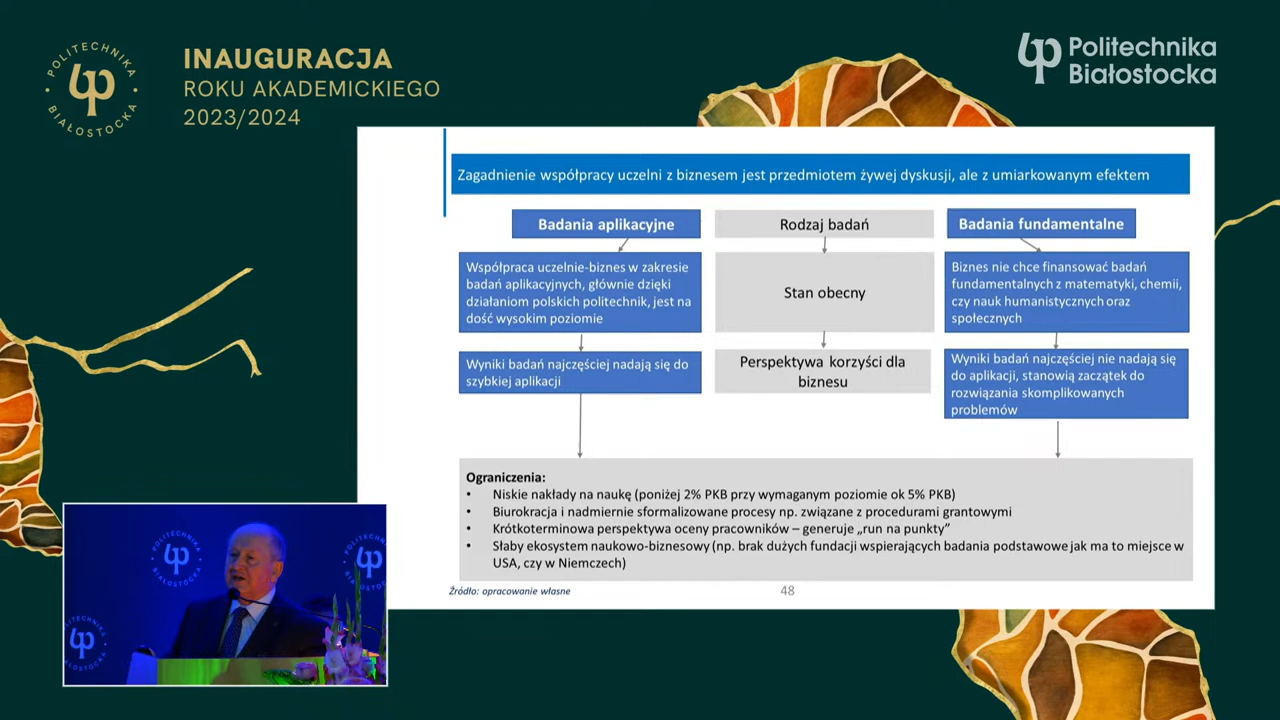 POLITECHNIKA
BIAŁOSTOCKA
INAUGURACJA
ROKU AKADEMICKIEGO
2023/2024
Politechnika
Białostocka
Zagadnienie współpracy uczelni z biznesem jest przedmiotem żywej dyskusji, ale z umiarkowanym efektem
Badania aplikacyjne
Rodzaj badań
Badania fundamentalne
Współpraca uczelnie-biznes w zakresie
badań aplikacyjnych, głównie dzięki
działaniom polskich politechnik, jest na
dość wysokim poziomie
Stan obecny
Biznes nie chce finansować badań
fundamentalnych z matematyki, chemii,
czy nauk humanistycznych oraz
społecznych
Wyniki badań najczęściej nadają się do
szybkiej aplikacji
Perspektywa korzyści dla
biznesu
Wyniki badań najczęściej nie nadają się
do aplikacji, stanowią zaczątek do
rozwiązania skomplikowanych
problemów
Ograniczenia:
• Niskie nakłady na naukę (poniżej 2% PKB przy wymaganym poziomie ok 5% PKB)
• Biurokracja i nadmiernie sformalizowane procesy np. związane z procedurami grantowymi
• Krótkoterminowa perspektywa oceny pracowników – generuje „run na punkty”
• Słaby ekosystem naukowo-biznesowy (np. brak dużych fundacji wspierających badania podstawowe jak ma to miejsce w
USA, czy w Niemczech)
Źródło: opracowanie własne
48